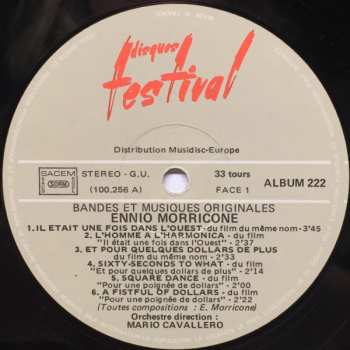 disques
festival
Distribution Musidisc-Europe
SACEM
SDRM
STEREO - G.U.
(100.256 A)
33 tours
FACE 1
ALBUM 222
BANDES ET MUSIQUES ORIGINALES
ENNIO MORRICONE
1. IL ETAIT UNE FOIS DANS L'OUEST - du film du même nom - 3'45
2. L'HOMME A L'HARMONICA - du film
"Il était une fois dans l'Ouest" - 2'37
3. ET POUR QUELQUES DOLLARS DE PLUS
du film du même nom - 2'33
4. SIXTY-SECONDS TO WHAT - du film
"Et pour quelques dollars de plus" - 2'14
5. SQUARE DANCE - du film
"Pour une poignée de dollars" - 2'00
6. A FISTFUL OF DOLLARS - du film
"Pour une poignée de dollars" - 2'22
(Toutes compositions : E. Morricone)
Orchestre direction :
MARIO CAVALLERO